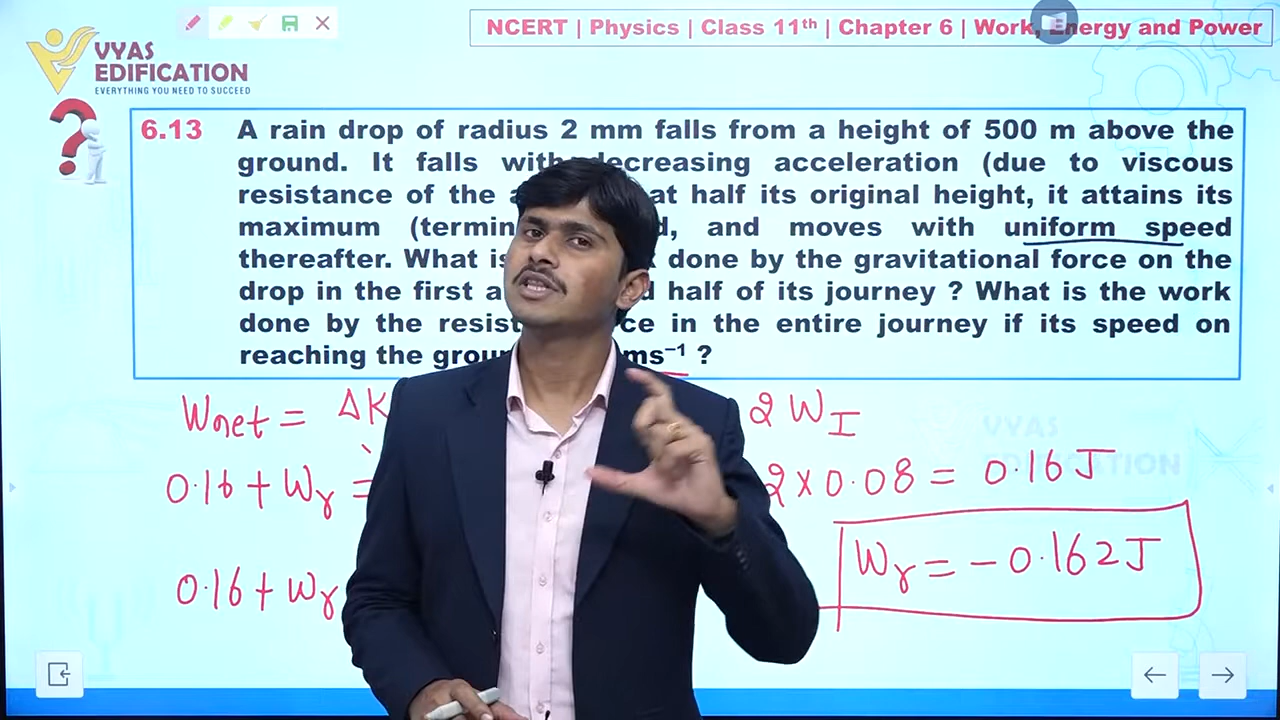 NCERT | Physics | Class 11th | Chapter 6 | Work, Energy and Power
VYAS
EDIFICATION
EVERYTHING YOU NEED TO SUCCEED
6.13 A rain drop of radius 2 mm falls from a height of 500 m above the
ground. It falls with decreasing acceleration (due to viscous
resistance of the at half its original height, it attains its
maximum and moves with uniform speed
thereafter. What is done by the gravitational force on the
drop in the first half of its journey ? What is the work
done by the in the entire journey if its speed on
reaching the ms⁻¹ ?
Wnet = ΔK
2 WI
0.16 + Wr =
2 × 0.08 = 0.16 J
VYAS
EDIFICATION
0.16 + Wr
Wr = - 0.162 J